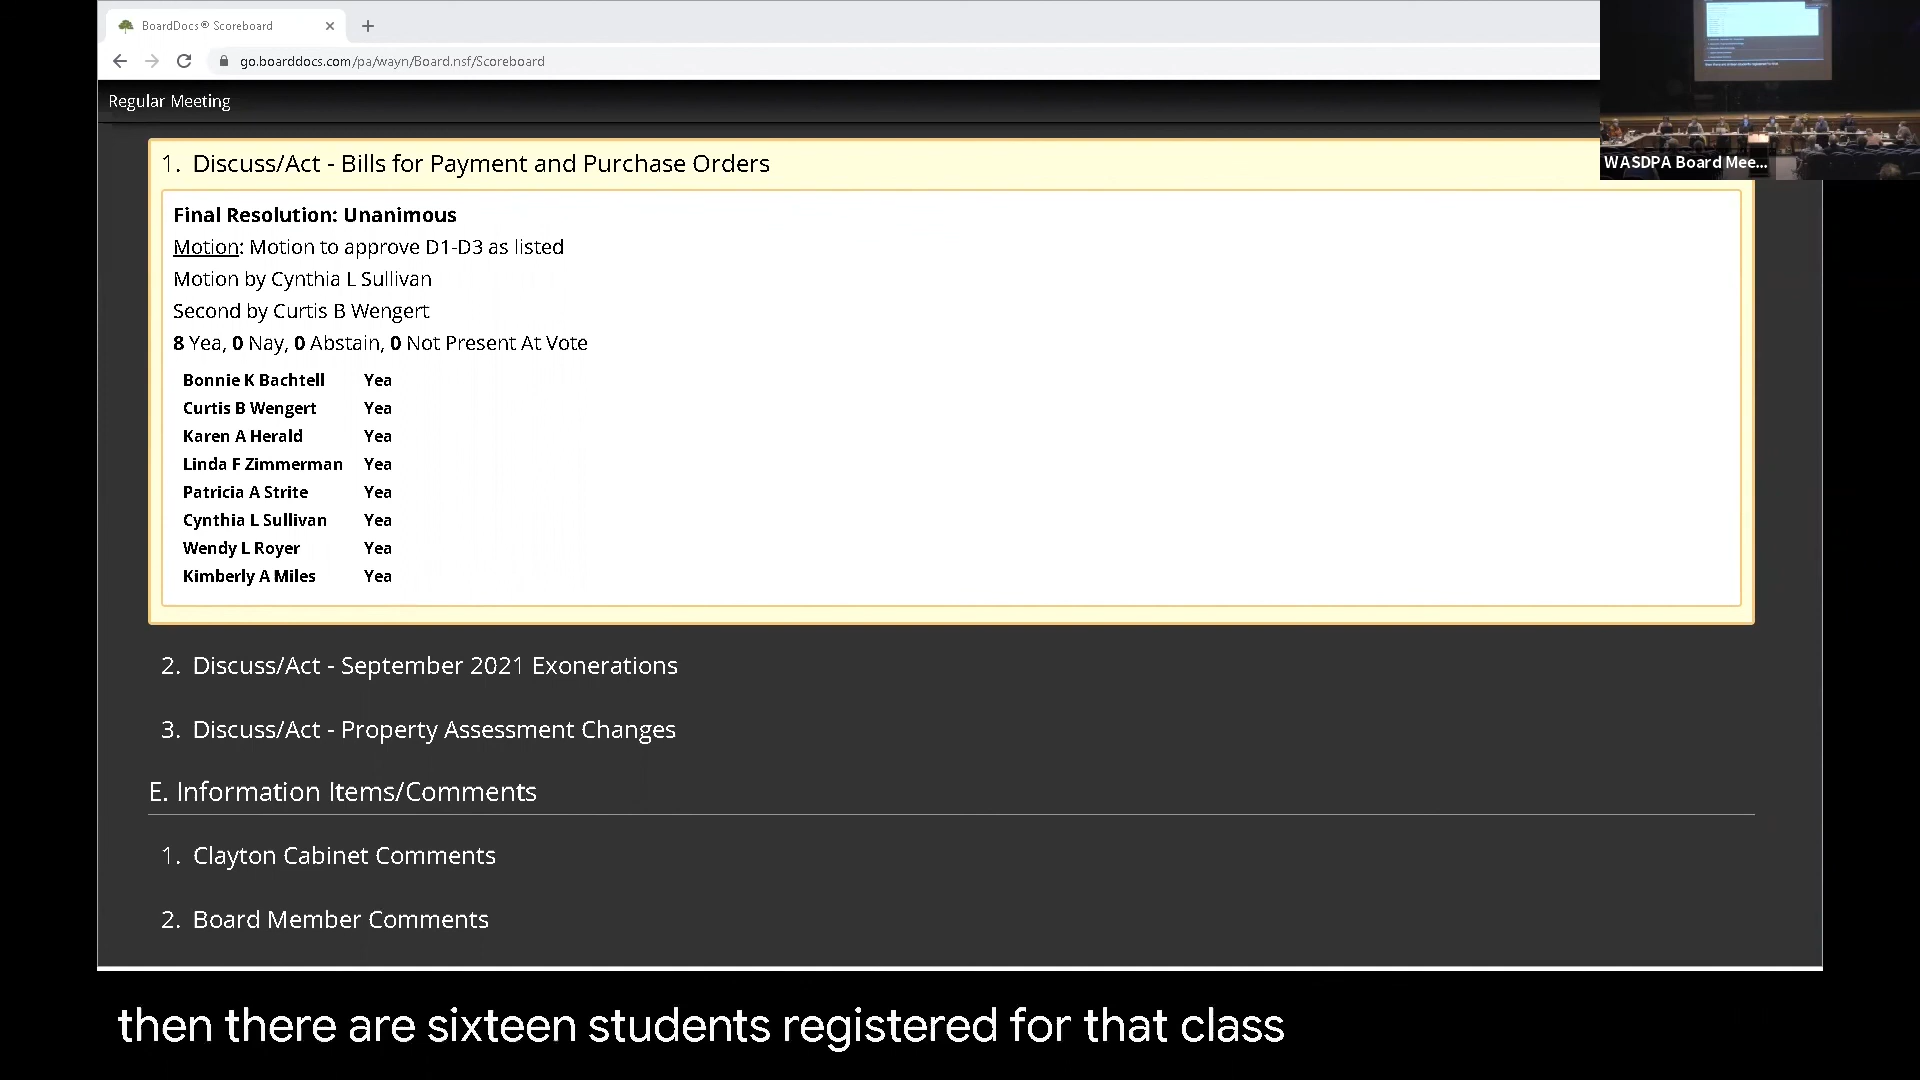 BoardDocs® Scoreboard
go.boarddocs.com/pa/wayn/Board.nsf/Scoreboard
Regular Meeting
WASDPA Board Mee...
1. Discuss/Act - Bills for Payment and Purchase Orders
Final Resolution: Unanimous
Motion: Motion to approve D1-D3 as listed
Motion by Cynthia L Sullivan
Second by Curtis B Wengert
8 Yea, 0 Nay, 0 Abstain, 0 Not Present At Vote
Bonnie K Bachtell Yea
Curtis B Wengert Yea
Karen A Herald Yea
Linda F Zimmerman Yea
Patricia A Strite Yea
Cynthia L Sullivan Yea
Wendy L Royer Yea
Kimberly A Miles Yea
2. Discuss/Act - September 2021 Exonerations
3. Discuss/Act - Property Assessment Changes
E. Information Items/Comments
1. Clayton Cabinet Comments
2. Board Member Comments
then there are sixteen students registered for that class